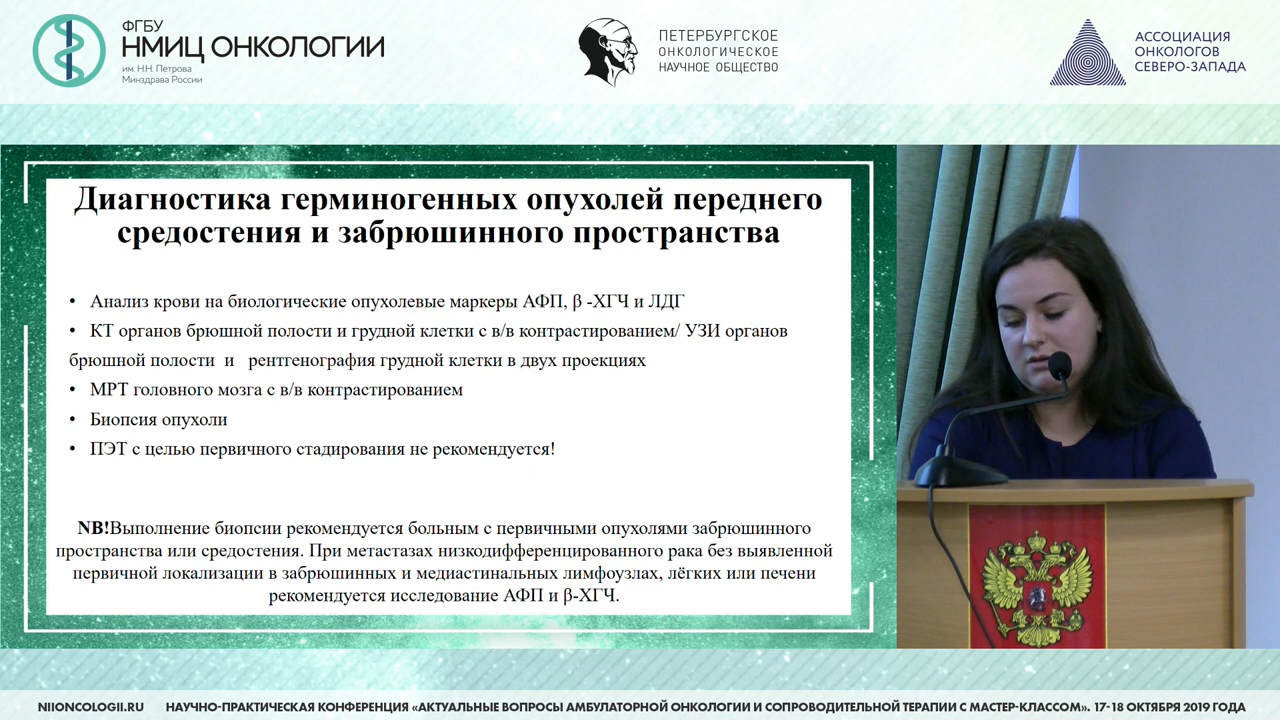 ФГБУ
НМИЦ ОНКОЛОГИИ
им. Н.Н. Петрова
Минздрава России
ПЕТЕРБУРГСКОЕ
ОНКОЛОГИЧЕСКОЕ
НАУЧНОЕ ОБЩЕСТВО
АССОЦИАЦИЯ
ОНКОЛОГОВ
СЕВЕРО-ЗАПАДА
Диагностика герминогенных опухолей переднего
средостения и забрюшинного пространства
• Анализ крови на биологические опухолевые маркеры АФП, β -ХГЧ и ЛДГ
• КТ органов брюшной полости и грудной клетки с в/в контрастированием/ УЗИ органов
брюшной полости и рентгенография грудной клетки в двух проекциях
• МРТ головного мозга с в/в контрастированием
• Биопсия опухоли
• ПЭТ с целью первичного стадирования не рекомендуется!
NB!Выполнение биопсии рекомендуется больным с первичными опухолями забрюшинного
пространства или средостения. При метастазах низкодифференцированного рака без выявленной
первичной локализации в забрюшинных и медиастинальных лимфоузлах, лёгких или печени
рекомендуется исследование АФП и β-ХГЧ.
NIIONCOLOGII.RU НАУЧНО-ПРАКТИЧЕСКАЯ КОНФЕРЕНЦИЯ «АКТУАЛЬНЫЕ ВОПРОСЫ АМБУЛАТОРНОЙ ОНКОЛОГИИ И СОПРОВОДИТЕЛЬНОЙ ТЕРАПИИ С МАСТЕР-КЛАССОМ». 17-18 ОКТЯБРЯ 2019 ГОДА